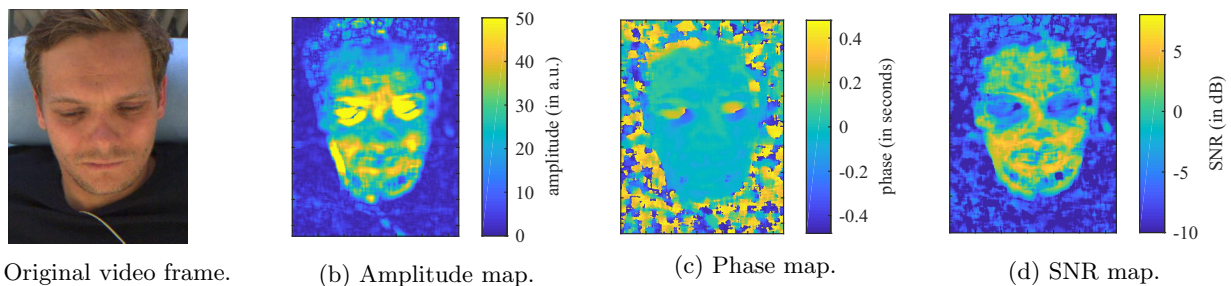 50
40
30
20
10
0
amplitude (in a.u.)
0.4
0.2
0
-0.2
-0.4
phase (in seconds)
5
0
-5
-10
SNR (in dB)
Original video frame.
(b) Amplitude map.
(c) Phase map.
(d) SNR map.